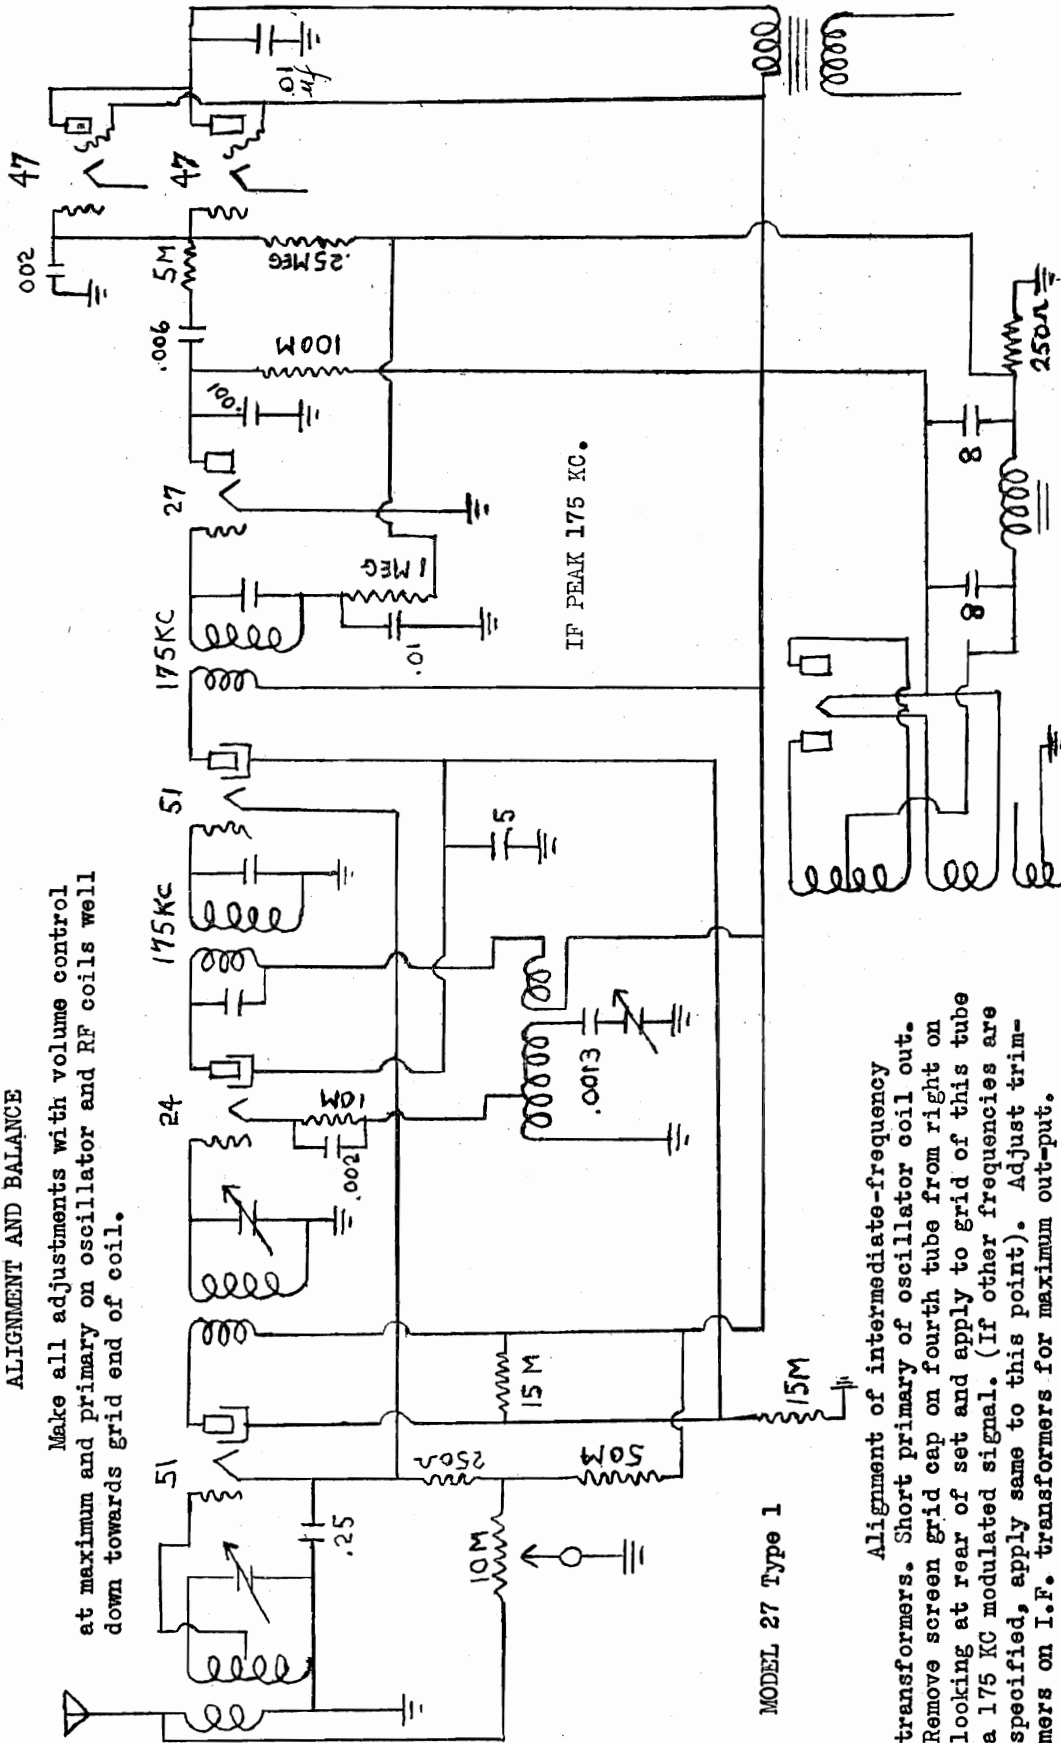 ALIGNMENT AND BALANCE
Make all adjustments with volume control
at maximum and primary on oscillator and RF coils well
down towards grid end of coil.
51
24
175KC
51
175KC
27
47
47
.002
5M
.006
.25MEG
100M
.001
.01
1MEG
.01
10M
.002
.0013
5
IF PEAK 175 KC.
.25
250Ω
10M
50M
15M
15M
8
8
250Ω
MODEL 27 Type 1
Alignment of intermediate-frequency
transformers. Short primary of oscillator coil out.
Remove screen grid cap on fourth tube from right on
looking at rear of set and apply to grid of this tube
a 175 KC modulated signal. (If other frequencies are
specified, apply same to this point). Adjust trim-
mers on I.F. transformers for maximum out-put.